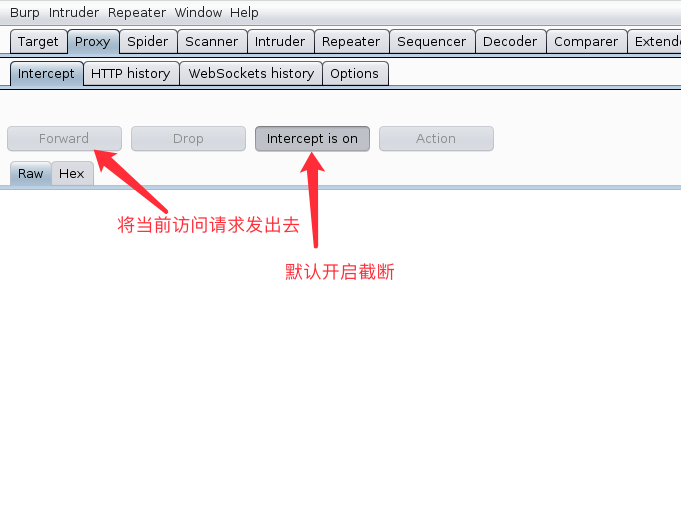 Burp Intruder Repeater Window Help
Target Proxy Spider Scanner Intruder Repeater Sequencer Decoder Comparer Extende
Intercept HTTP history WebSockets history Options
Forward Drop Intercept is on Action
Raw Hex
将当前访问请求发出去
默认开启截断